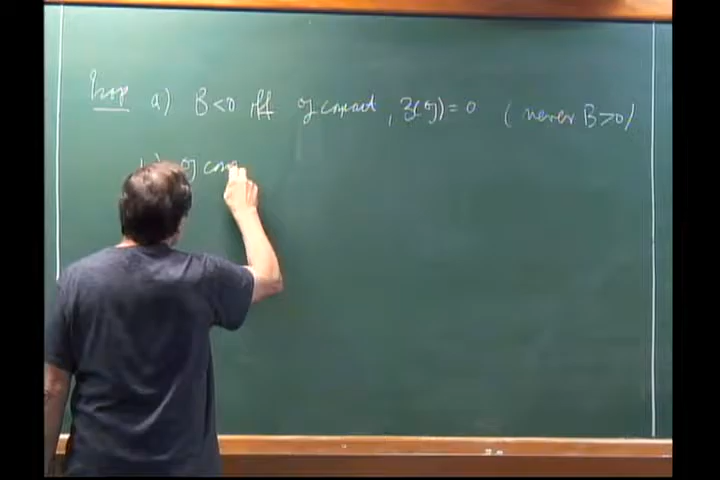 Prop a) B<0 iff 𝔤 compact, 𝔷(𝔤)=0 (never B>0)
b) 𝔤 com